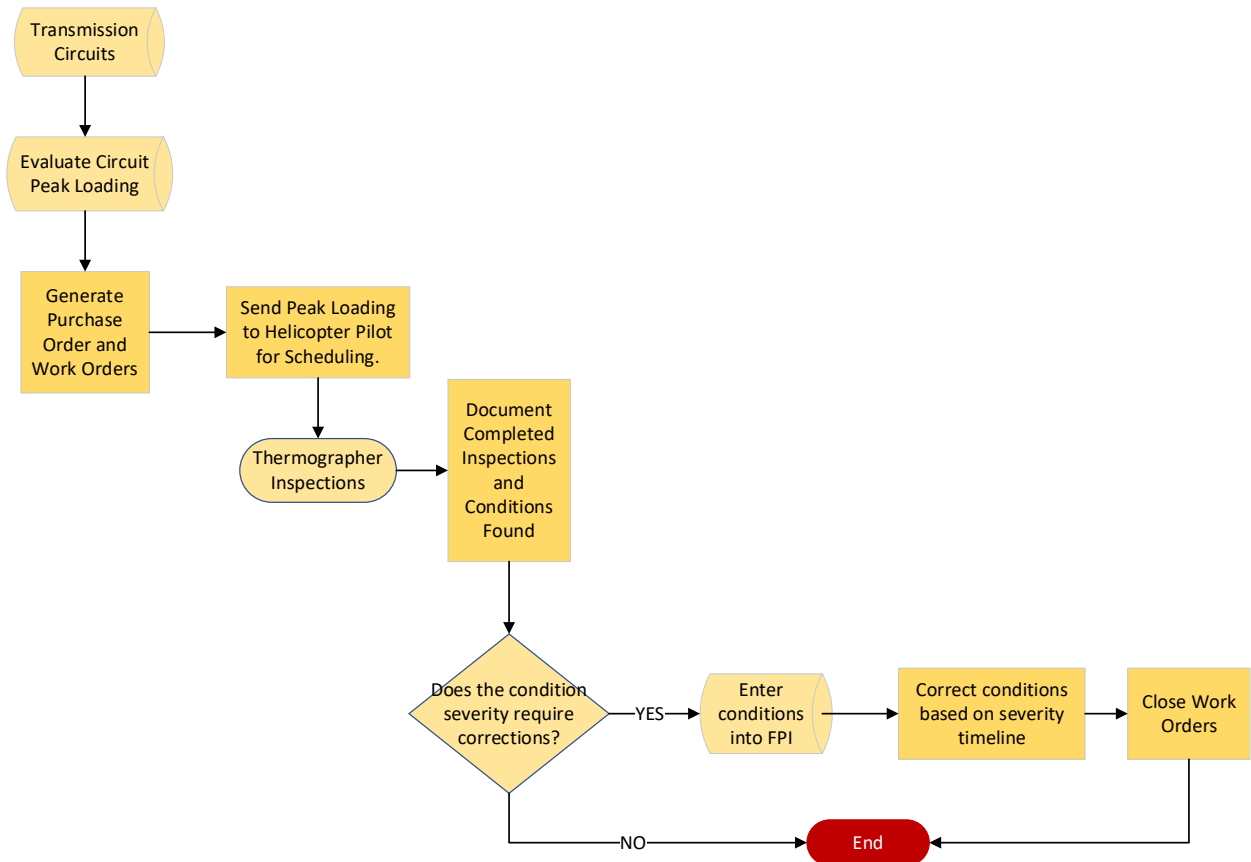 Transmission
Circuits
Evaluate Circuit
Peak Loading
Generate
Purchase
Order and
Work Orders
Send Peak Loading
to Helicopter Pilot
for Scheduling.
Thermographer
Inspections
Document
Completed
Inspections
and
Conditions
Found
Does the condition
severity require
corrections?
YES
Enter
conditions
into FPI
Correct conditions
based on severity
timeline
Close Work
Orders
NO
End